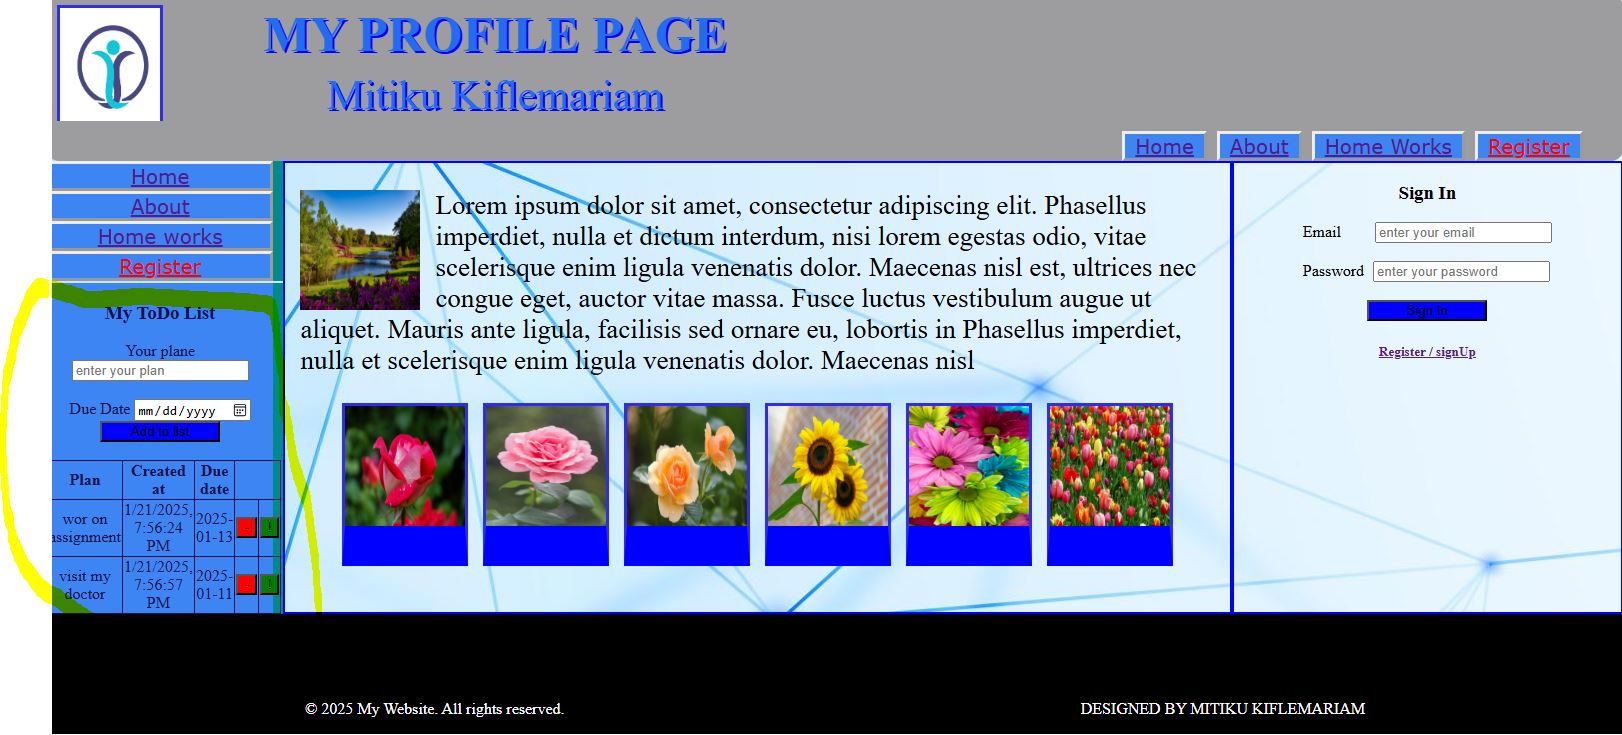 MY PROFILE PAGE
Mitiku Kiflemariam
Home
About
Home Works
Register
Home
About
Home works
Register
My ToDo List
Your plane
enter your plan
Due Date mm/dd/yyyy
Add to list
Plan
Created
at
Due
date
wor on
assignment
1/21/2025,
7:56:24
PM
2025-
01-13
-
!
visit my
doctor
1/21/2025,
7:56:57
PM
2025-
01-11
-
!
Lorem ipsum dolor sit amet, consectetur adipiscing elit. Phasellus
imperdiet, nulla et dictum interdum, nisi lorem egestas odio, vitae
scelerisque enim ligula venenatis dolor. Maecenas nisl est, ultrices nec
congue eget, auctor vitae massa. Fusce luctus vestibulum augue ut
aliquet. Mauris ante ligula, facilisis sed ornare eu, lobortis in Phasellus imperdiet,
nulla et scelerisque enim ligula venenatis dolor. Maecenas nisl
Sign In
Email enter your email
Password enter your password
Sign In
Register / signUp
© 2025 My Website. All rights reserved.
DESIGNED BY MITIKU KIFLEMARIAM